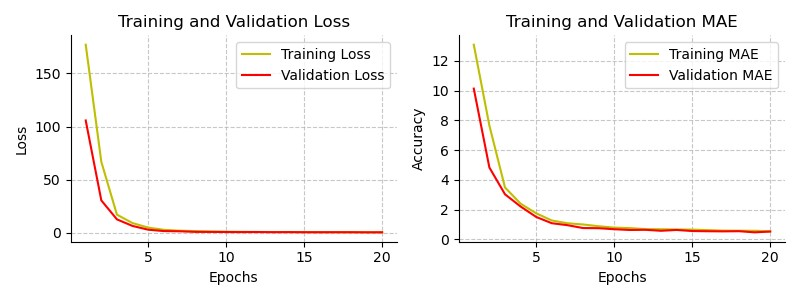 Training and Validation Loss
Training Loss
Validation Loss
150
100
50
0
Loss
5
10
15
20
Epochs
Training and Validation MAE
Training MAE
Validation MAE
12
10
8
6
4
2
0
Accuracy
5
10
15
20
Epochs